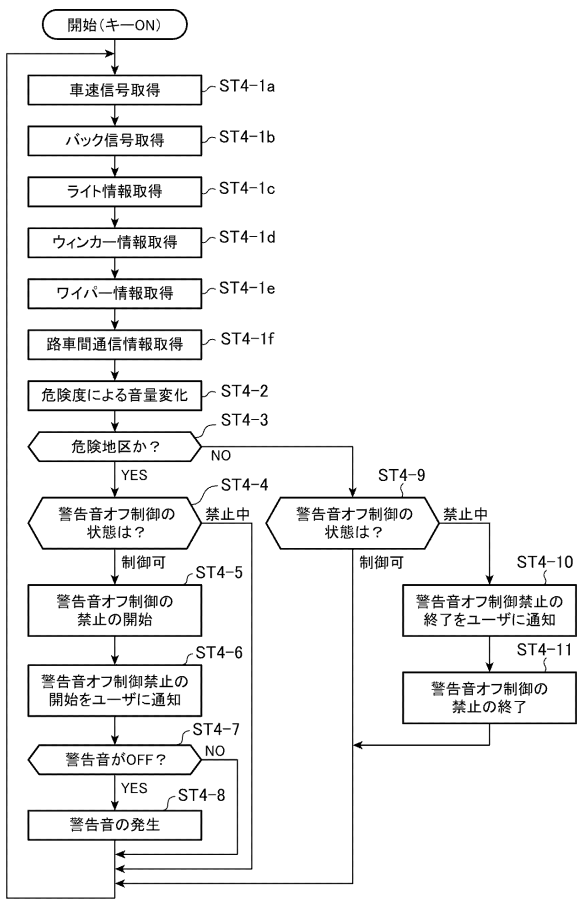 開始(キーON)
車速信号取得
ST4-1a
バック信号取得
ST4-1b
ライト情報取得
ST4-1c
ウィンカー情報取得
ST4-1d
ワイパー情報取得
ST4-1e
路車間通信情報取得
ST4-1f
危険度による音量変化
ST4-2
危険地区か?
ST4-3
NO
YES
警告音オフ制御の
状態は?
ST4-4
禁止中
制御可
警告音オフ制御の
状態は?
ST4-9
禁止中
制御可
警告音オフ制御の
禁止の開始
ST4-5
警告音オフ制御禁止の
終了をユーザに通知
ST4-10
警告音オフ制御禁止の
開始をユーザに通知
ST4-6
警告音オフ制御の
禁止の終了
ST4-11
警告音がOFF?
ST4-7
NO
YES
警告音の発生
ST4-8